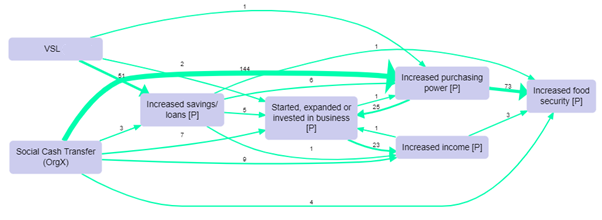 1
VSL
1
2
144
51
6
Increased purchasing
power [P]
73
Increased food
security [P]
Increased savings/
loans [P]
Started, expanded or
invested in business
[P]
1
25
5
3
7
1
3
Social Cash Transfer
(OrgX)
23
Increased income [P]
9
1
4